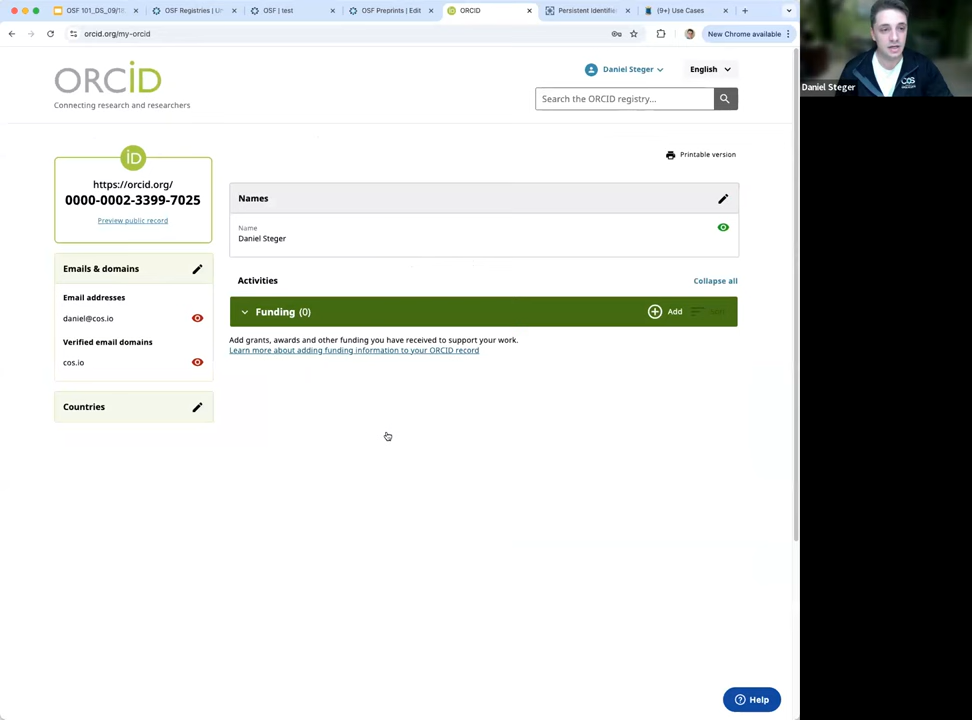 OSF 101_DS_09/1
OSF Registries | U
OSF | test
OSF Preprints | Edit
ORCID
Persistent Identifie
(9+) Use Cases
orcid.org/my-orcid
New Chrome available
ORCID
Connecting research and researchers
Daniel Steger
English
Search the ORCID registry...
Daniel Steger
COS
Printable version
iD
https://orcid.org/
0000-0002-3399-7025
Preview public record
Names
Name
Daniel Steger
Emails & domains
Email addresses
daniel@cos.io
Verified email domains
cos.io
Countries
Activities
Collapse all
Funding (0)
Add
Add grants, awards and other funding you have received to support your work.
Learn more about adding funding information to your ORCID record
Help